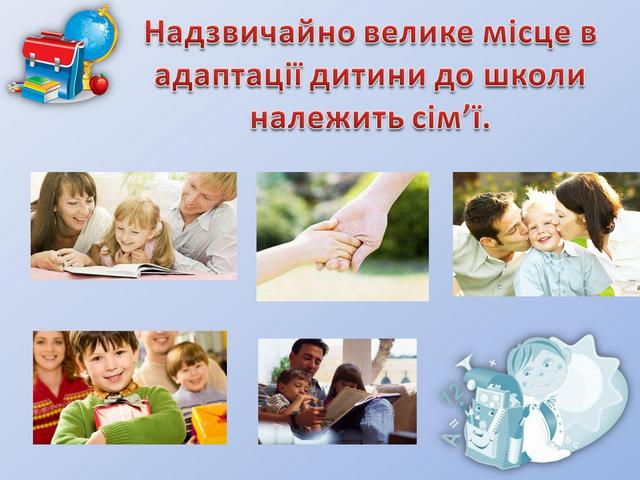 Надзвичайно велике місце в
адаптації дитини до школи
належить сім’ї.